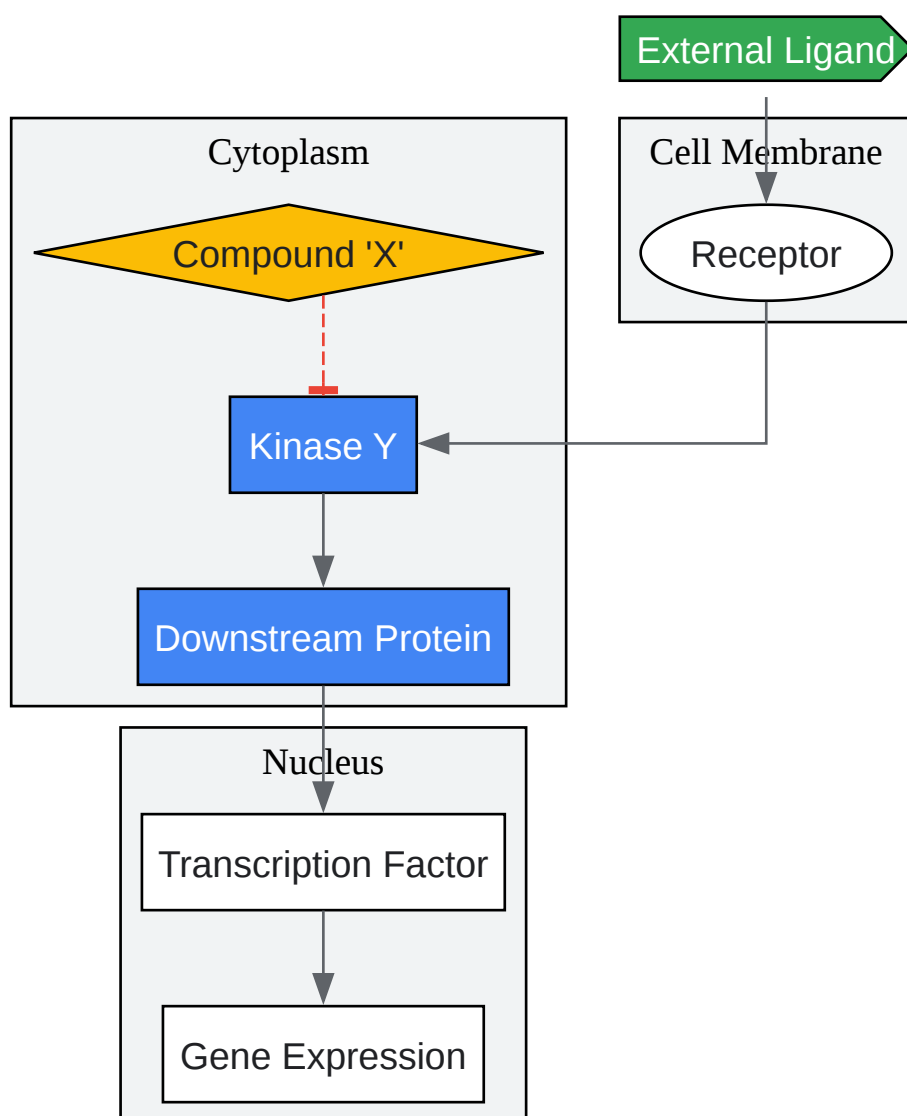 External Ligand
Cytoplasm
Cell Membrane
Compound 'X'
Receptor
Kinase Y
Downstream Protein
Nucleus
Transcription Factor
Gene Expression